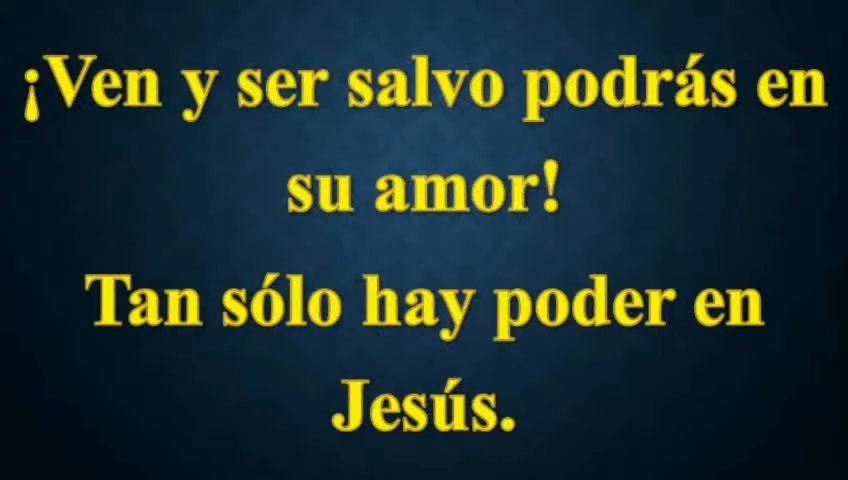 ¡Ven y ser salvo podrás en
su amor!
Tan sólo hay poder en
Jesús.